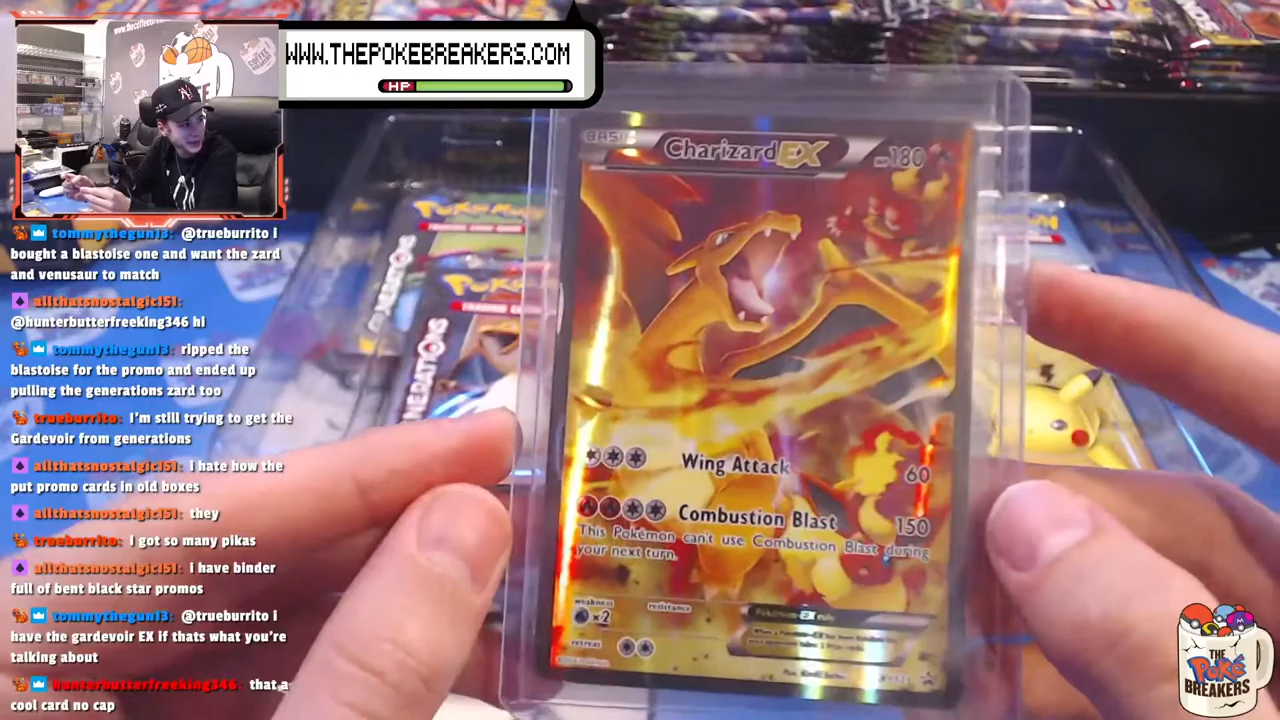 WWW.THEPOKEBREAKERS.COM
HP
tommythegun13: @trueburrito i
bought a blastoise one and want the zard
and venusaur to match
allthatsnostalgic151:
@hunterbutterfreeking346 hi
tommythegun13: ripped the
blastoise for the promo and ended up
pulling the generations zard too
trueburrito: I'm still trying to get the
Gardevoir from generations
allthatsnostalgic151: i hate how the
put promo cards in old boxes
allthatsnostalgic151: they
trueburrito: I got so many pikas
allthatsnostalgic151: i have binder
full of bent black star promos
tommythegun13: @trueburrito i
have the gardevoir EX if thats what you're
talking about
hunterbutterfreeking346: that a
cool card no cap
BASIC
Charizard EX
HP 180
Wing Attack 60
Combustion Blast 150
This Pokémon can't use Combustion Blast during
your next turn.
weakness
x2
resistance
retreat
Pokémon-EX rule
THE
POKÉ
BREAKERS